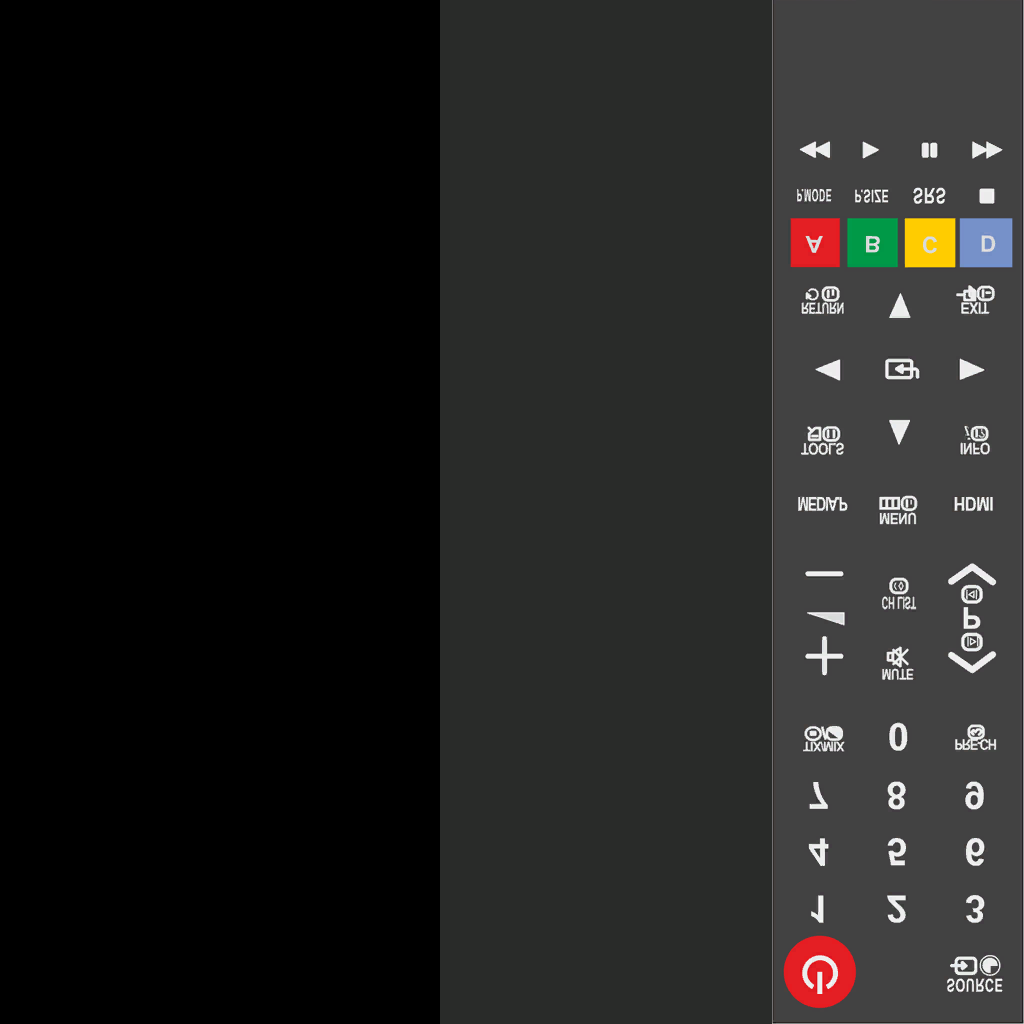 P.MODE P.SIZE SRS
A B C D
RETURN EXIT
TOOLS INFO
MEDIA.P MENU HDMI
CH LIST
P
MUTE
TIX/MIX 0 PRE-CH
7 8 9
4 5 6
1 2 3
SOURCE